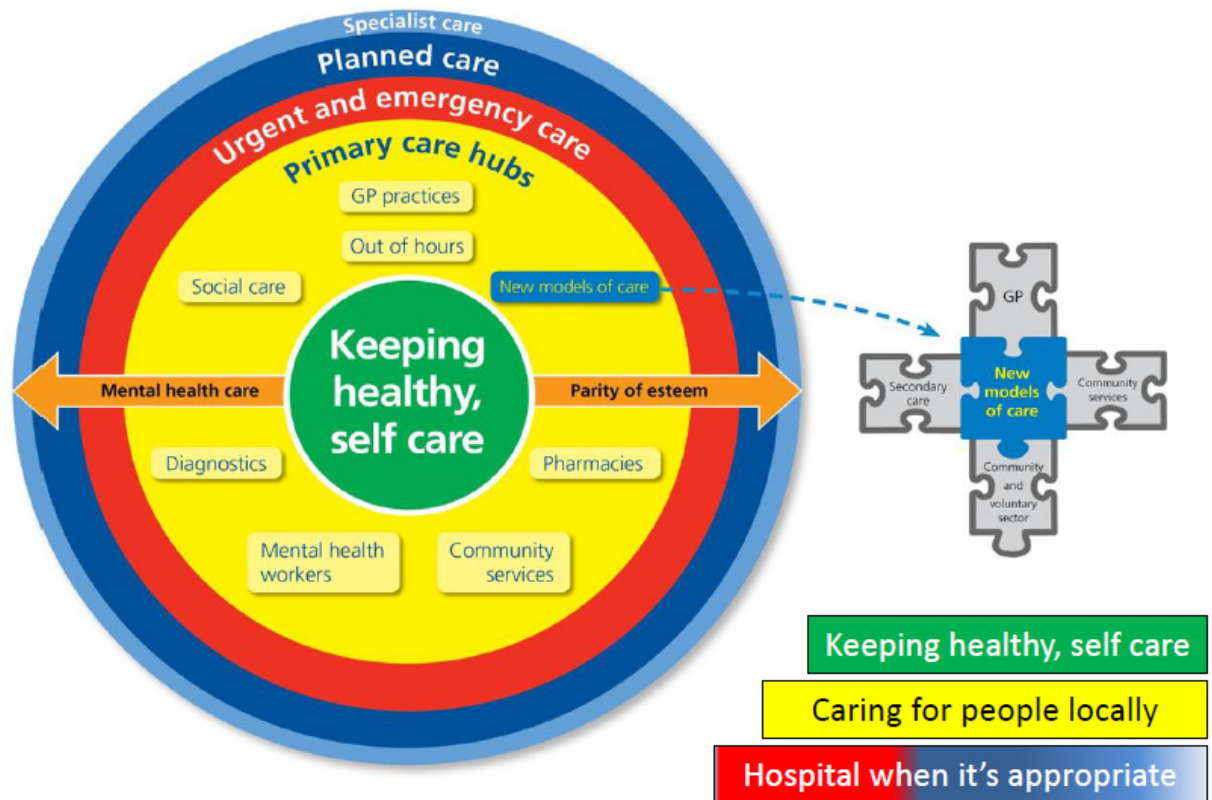 Specialist care
Planned care
Urgent and emergency care
Primary care hubs
GP practices
Out of hours
Social care
New models of care
Keeping
healthy,
self care
Mental health care
Parity of esteem
Diagnostics
Pharmacies
Mental health
workers
Community
services
GP
Secondary
care
New
models
of care
Community
services
Community
and
voluntary
sector
Keeping healthy, self care
Caring for people locally
Hospital when it's appropriate